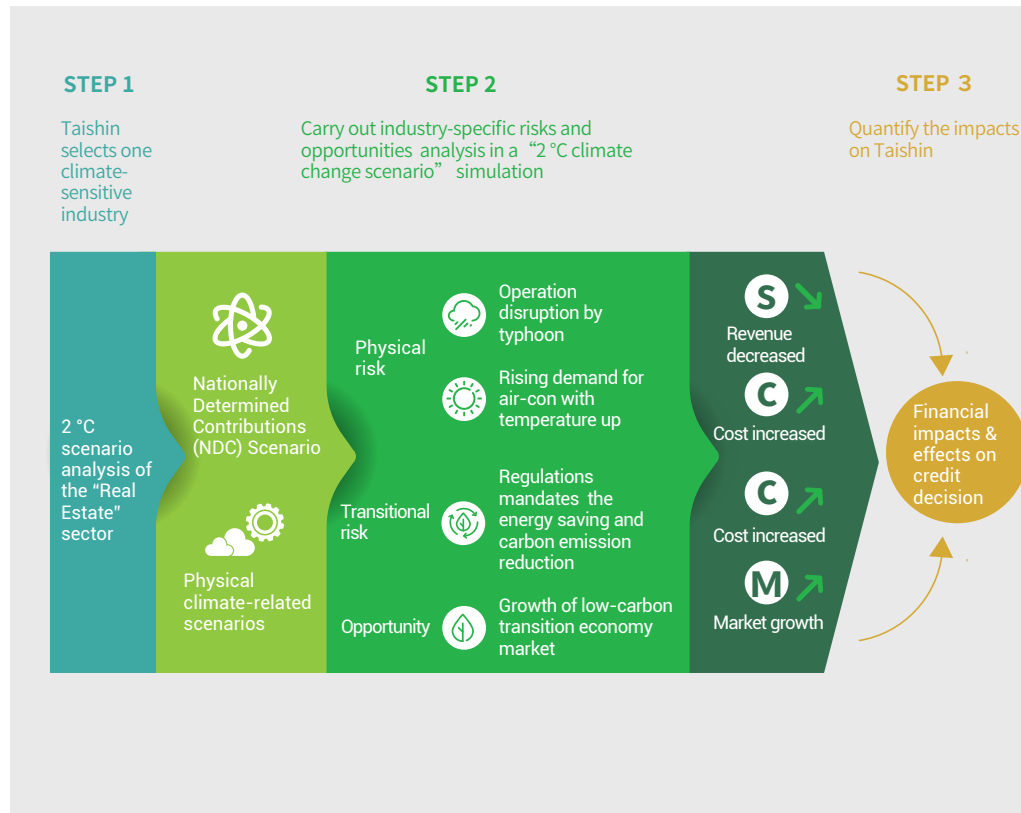 STEP 1
Taishin
selects one
climate-
sensitive
industry
STEP 2
Carry out industry-specific risks and
opportunities analysis in a “2 °C climate
change scenario” simulation
STEP 3
Quantify the impacts
on Taishin
2 °C
scenario
analysis of
the “Real
Estate”
sector
Nationally
Determined
Contributions
(NDC) Scenario
Physical
climate-related
scenarios
Physical
risk
Operation
disruption by
typhoon
Rising demand for
air-con with
temperature up
Transitional
risk
Regulations
mandates the
energy saving and
carbon emission
reduction
Opportunity
Growth of low-carbon
transition economy
market
S
Revenue
decreased
C
Cost increased
C
Cost increased
M
Market growth
Financial
impacts &
effects on
credit
decision